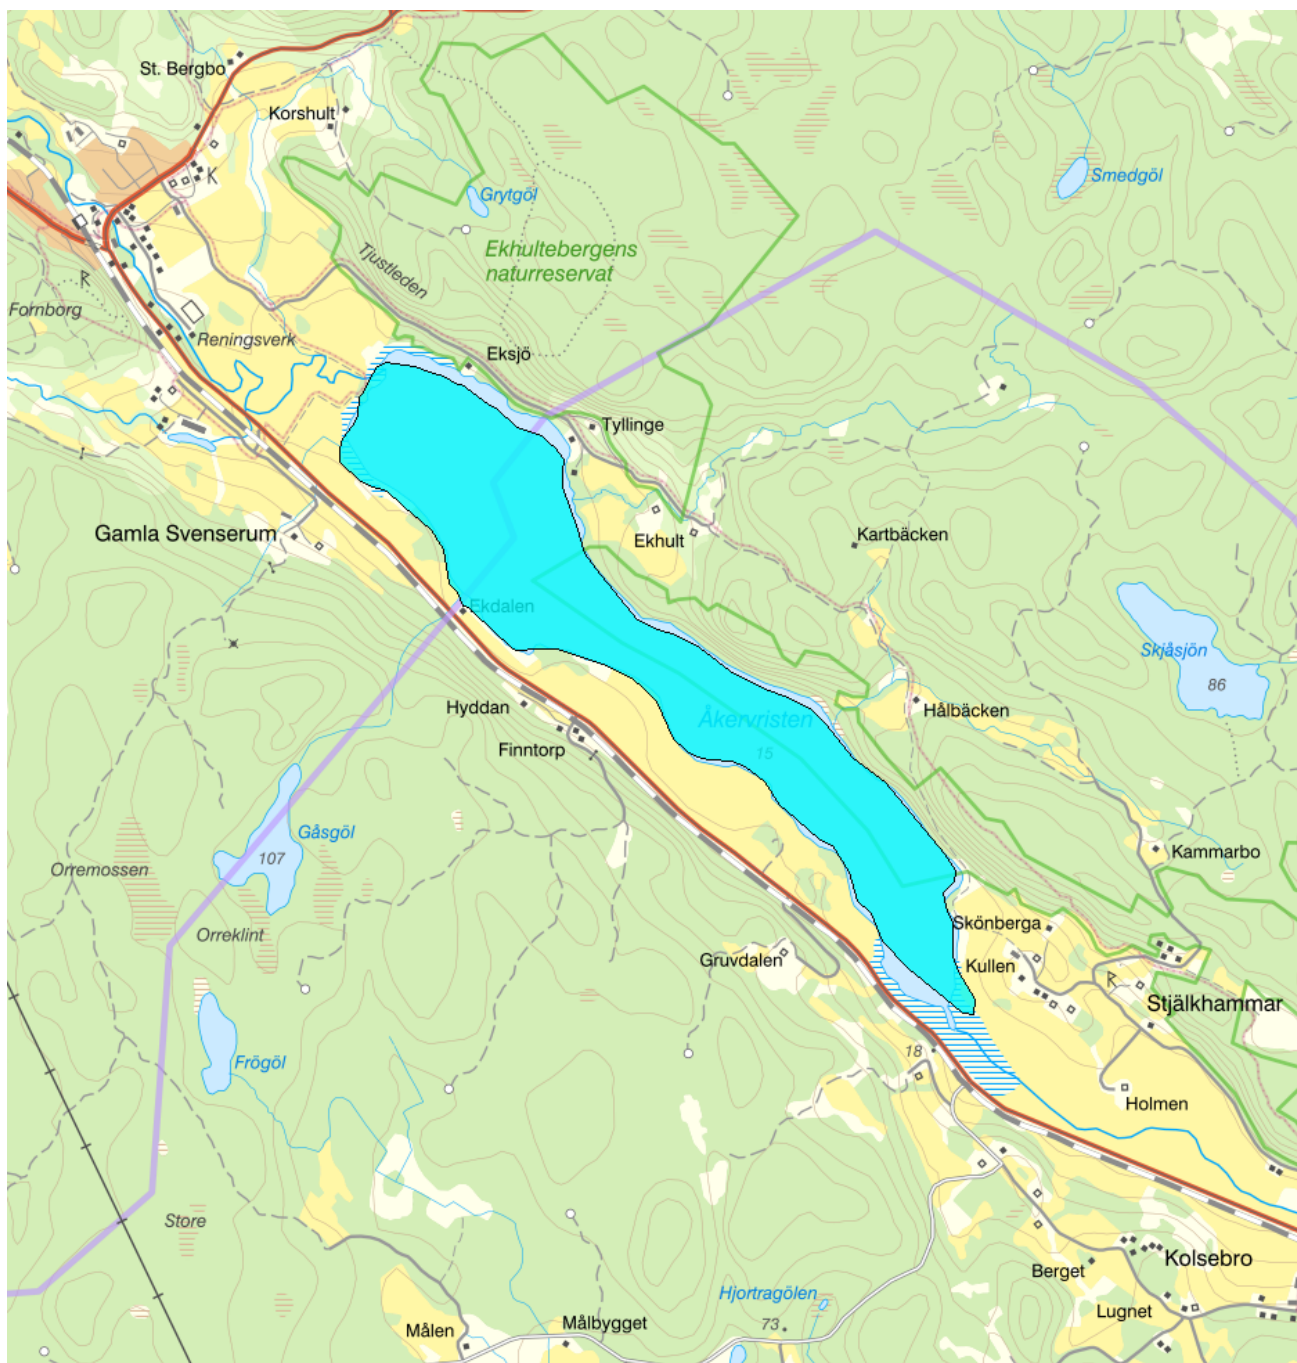 St. Bergbo
Korshult
Grytgöl
Smedgöl
Ekhultebergens
naturreservat
Tjustleden
Fornborg
Reningsverk
Eksjö
Tyllinge
Gamla Svenserum
Ekhult
Kartbäcken
Ekdalen
Skjåsjön
86
Hyddan
Åkervristen
15
Hålbäcken
Finntorp
Gåsgöl
107
Kammarbo
Orremossen
Orreklint
Skönberga
Gruvdalen
Kullen
Stjälkhammar
18
Frögöl
Holmen
Store
Kolsebro
Berget
Hjortragölen
Lugnet
73
Målen
Målbygget